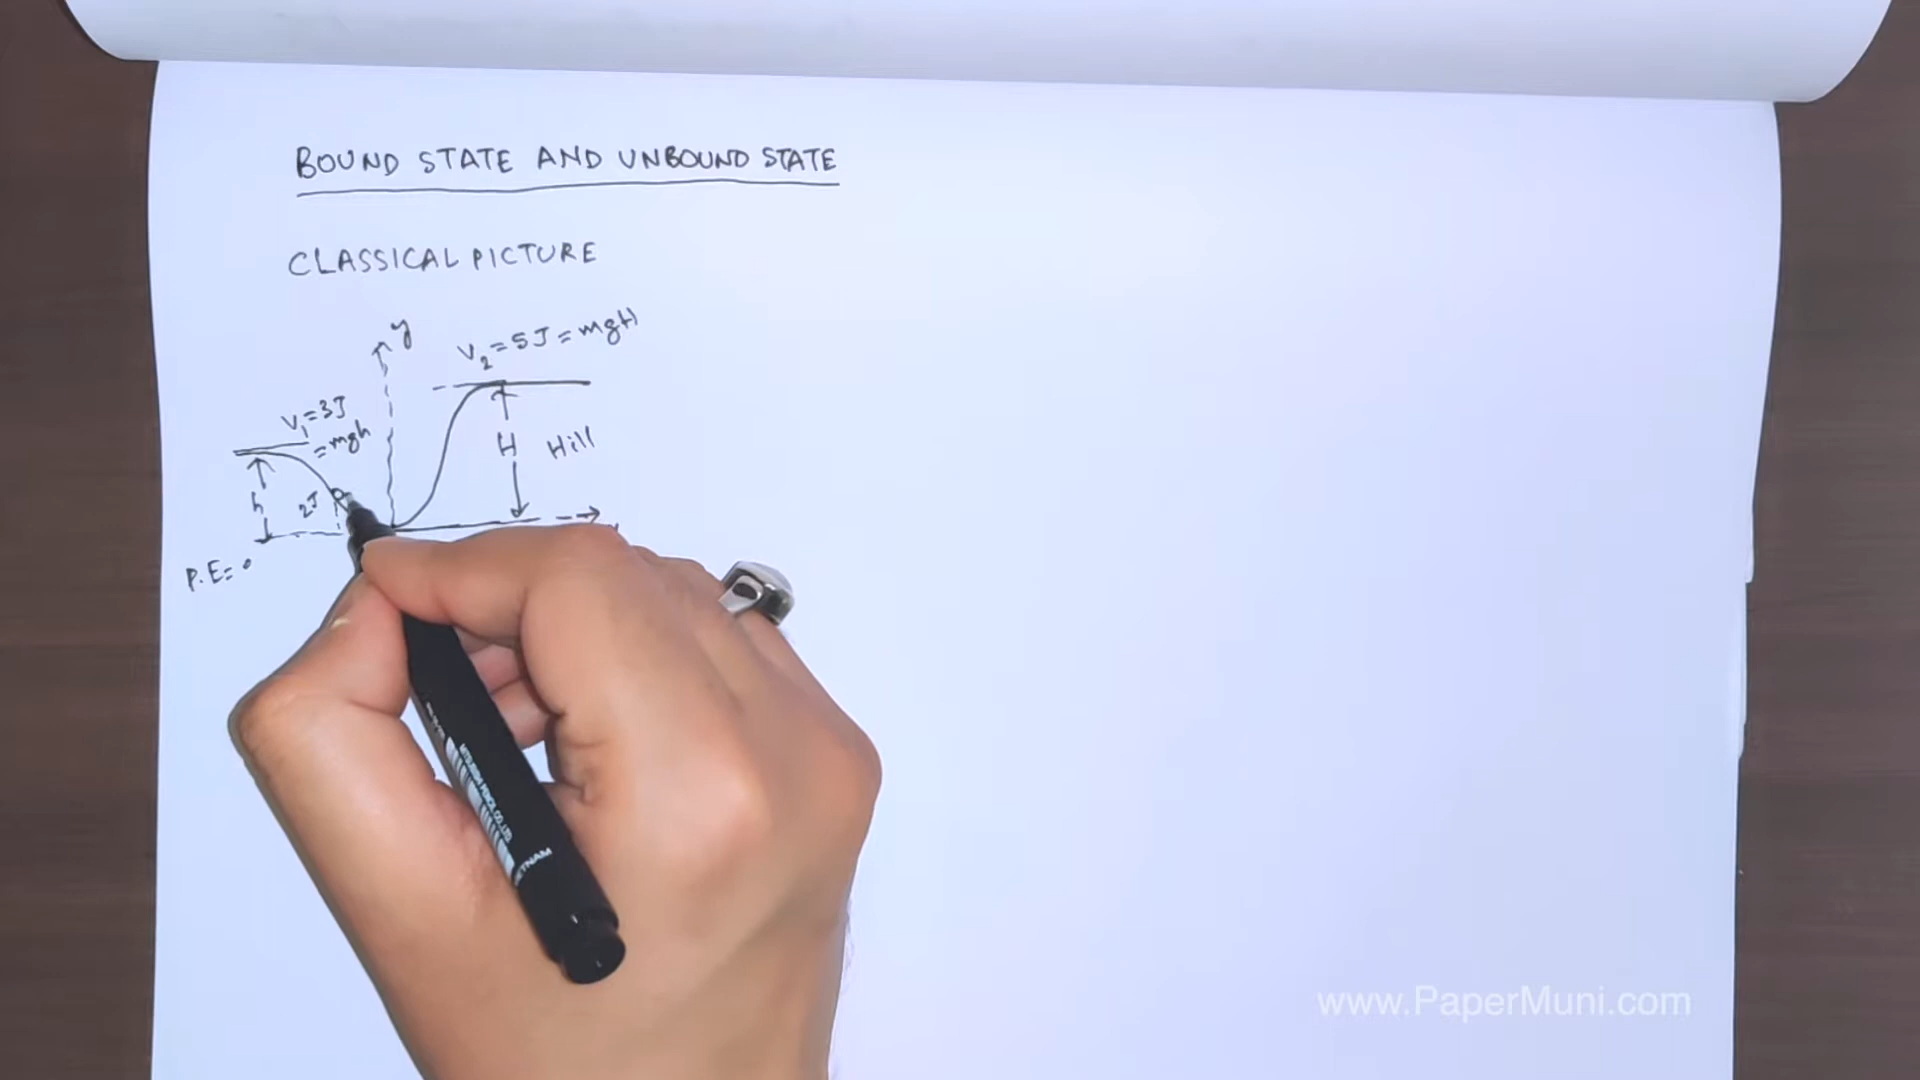 BOUND STATE AND UNBOUND STATE
CLASSICAL PICTURE
y
V₂ = 5J = mgH
V₁ = 3J
= mgh
H
Hill
h
2J
P.E = 0
VIETNAM
www.PaperMuni.com